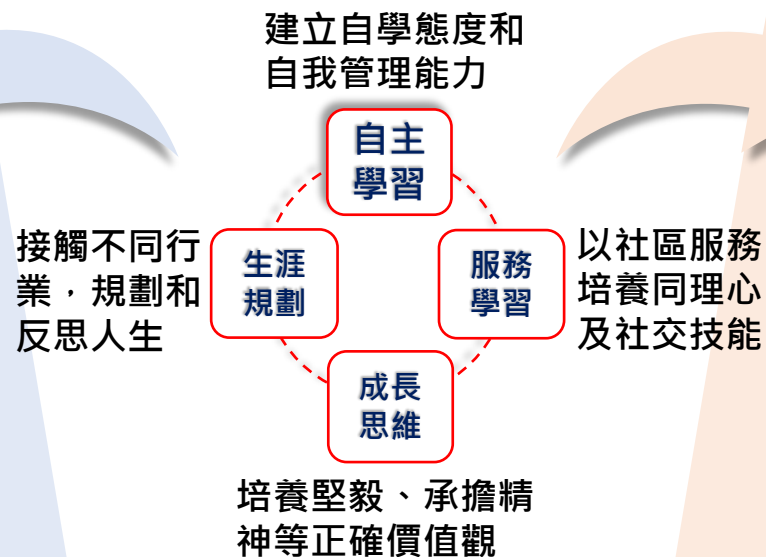 建立自學態度和
自我管理能力
自主
學習
接觸不同行
業，規劃和
反思人生
生涯
規劃
服務
學習
以社區服務
培養同理心
及社交技能
成長
思維
培養堅毅、承擔精
神等正確價值觀